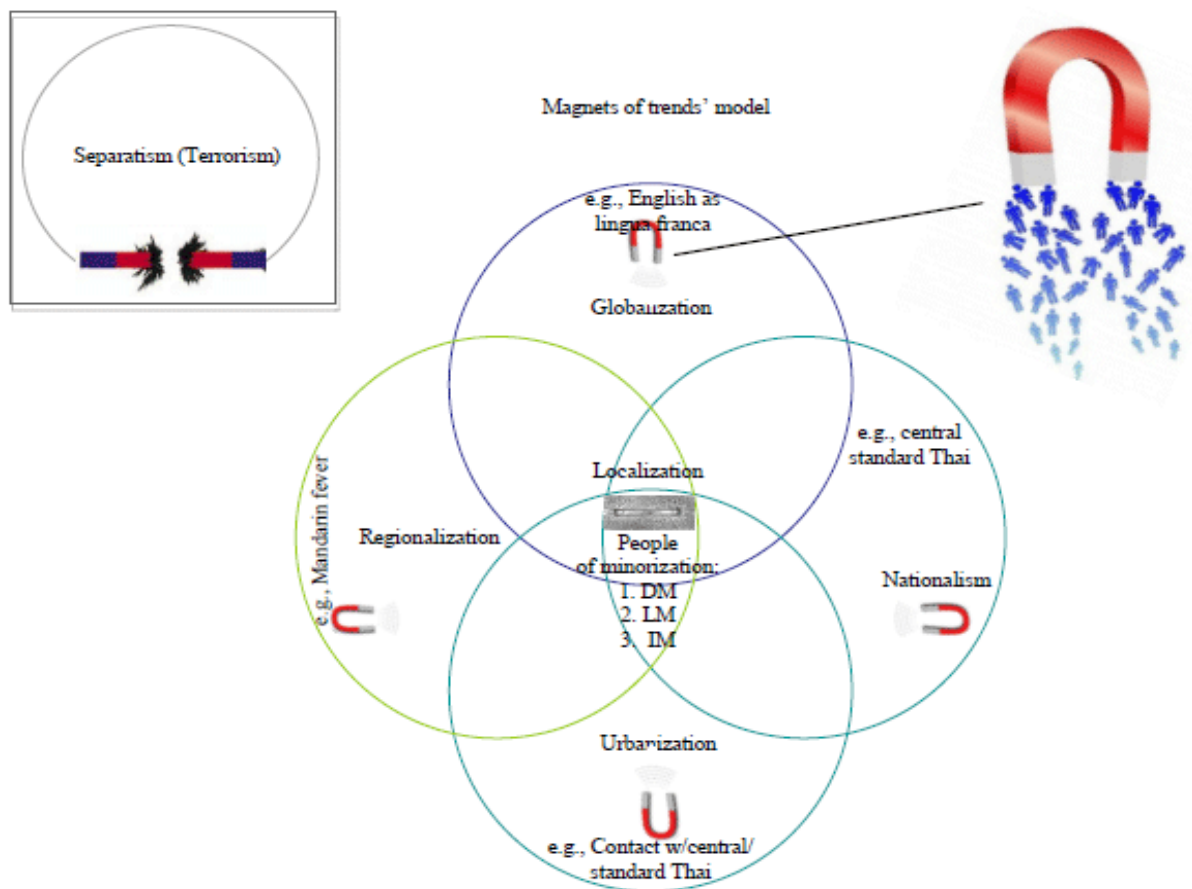 Magnets of trends' model
Separatism (Terrorism)
e.g., English as
lingua franca
Globalization
e.g., central
standard Thai
Localization
e.g., Mandarin fever
Regionalization
People
of minorization:
1. DM
2. LM
3. IM
Nationalism
Urbanization
e.g., Contact w/central/
standard Thai